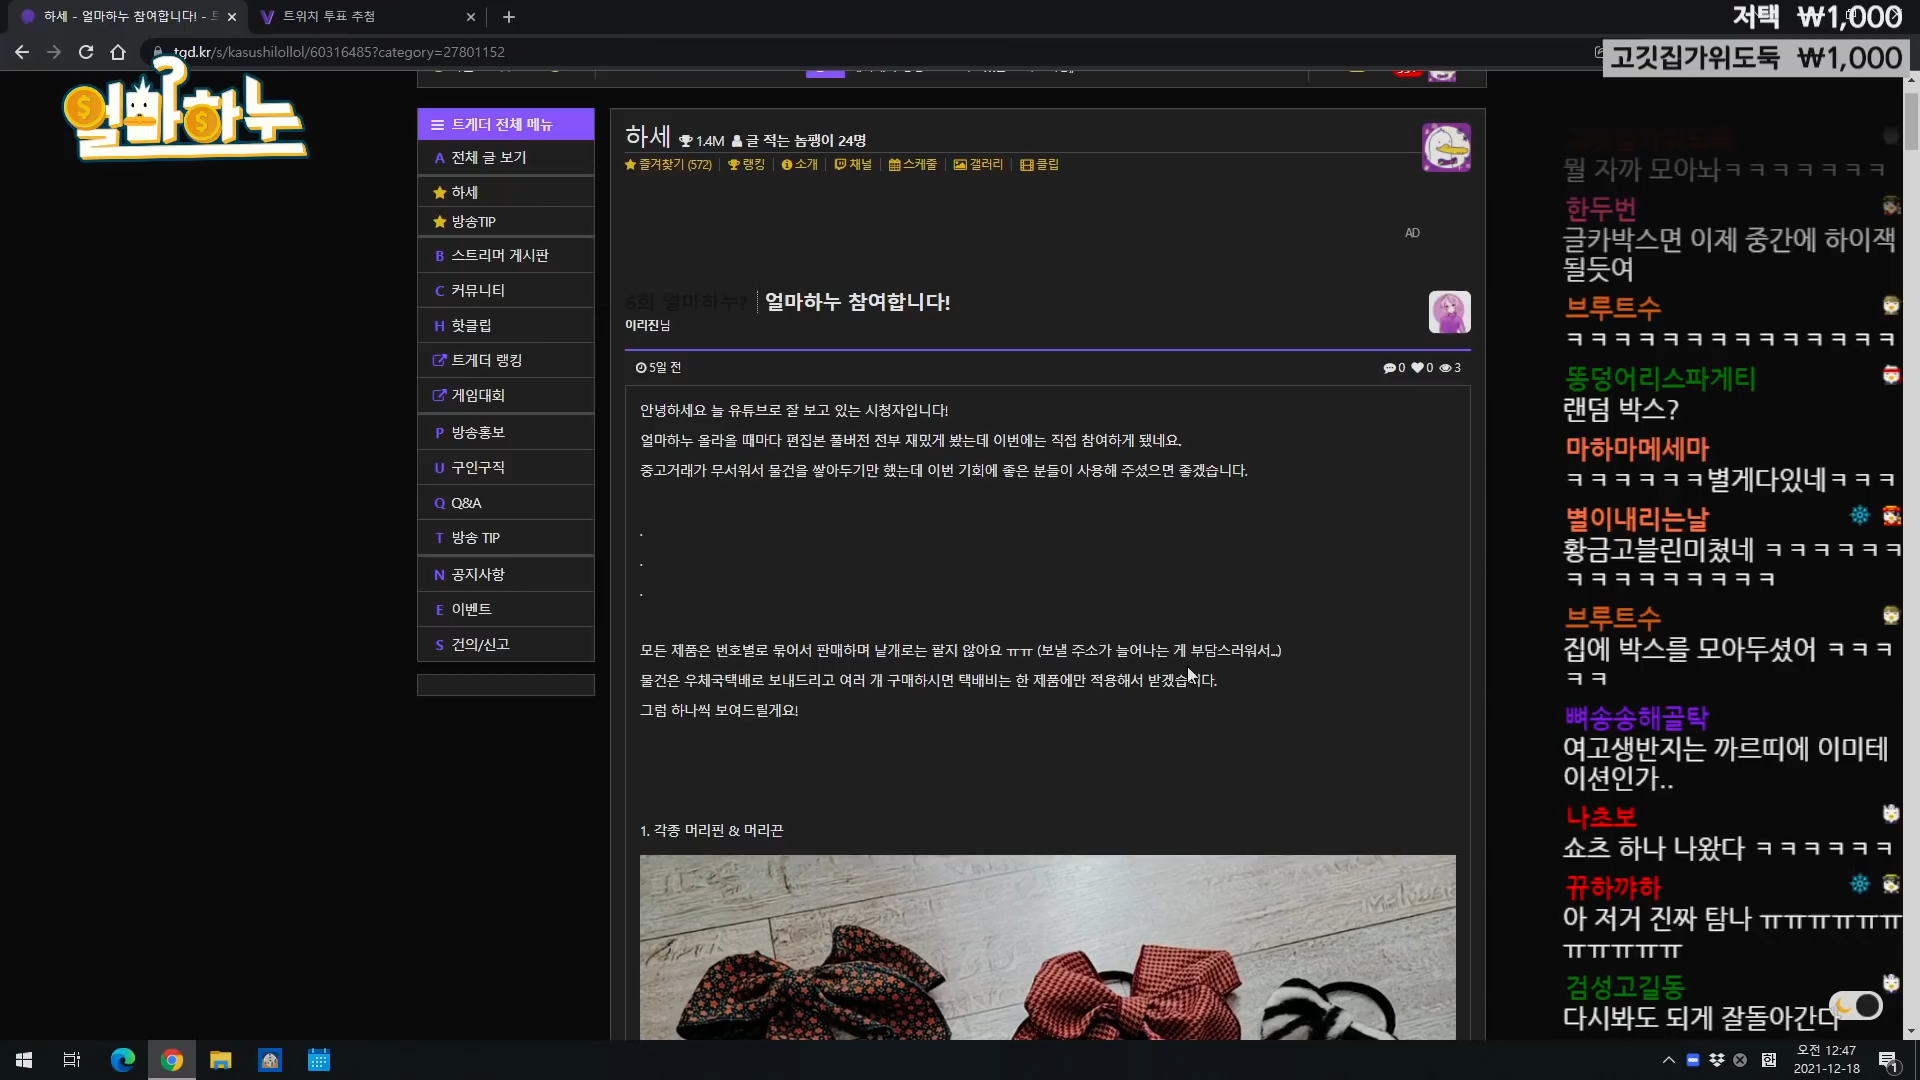 하세 - 얼마하누 참여합니다! - 트
트위치 투표 추첨
tgd.kr/s/kasushilollol/60316485?category=27801152
저택 ₩1,000
고깃집가위도둑 ₩1,000
얼마하누?
트게더 전체 메뉴
A 전체 글 보기
하세
방송TIP
B 스트리머 게시판
C 커뮤니티
H 핫클립
트게더 랭킹
게임대회
P 방송홍보
U 구인구직
Q Q&A
T 방송 TIP
N 공지사항
E 이벤트
S 건의/신고
하세 1.4M 글 적는 놈팽이 24명
즐겨찾기 (572) 랭킹 소개 채널 스케줄 갤러리 클립
AD
6회 얼마하누? 얼마하누 참여합니다!
이리진님
5일 전
0 0 3
안녕하세요 늘 유튜브로 잘 보고 있는 시청자입니다!
얼마하누 올라올 때마다 편집본 풀버전 전부 재밌게 봤는데 이번에는 직접 참여하게 됐네요.
중고거래가 무서워서 물건을 쌓아두기만 했는데 이번 기회에 좋은 분들이 사용해 주셨으면 좋겠습니다.
.
.
.
모든 제품은 번호별로 묶어서 판매하며 낱개로는 팔지 않아요 ㅠㅠ (보낼 주소가 늘어나는 게 부담스러워서..)
물건은 우체국택배로 보내드리고 여러 개 구매하시면 택배비는 한 제품에만 적용해서 받겠습니다.
그럼 하나씩 보여드릴게요!
1. 각종 머리핀 & 머리끈
뭘 자까 모아놔ㅋㅋㅋㅋㅋㅋㅋ
한두번
글카박스면 이제 중간에 하이잭
될듯여
브루트수
ㅋㅋㅋㅋㅋㅋㅋㅋㅋㅋㅋㅋㅋㅋ
똥덩어리스파게티
랜덤 박스?
마하마메세마
ㅋㅋㅋㅋㅋㅋ별게다있네ㅋㅋㅋ
별이내리는날
황금고블린미쳤네 ㅋㅋㅋㅋㅋㅋ
ㅋㅋㅋㅋㅋㅋㅋㅋㅋ
브루트수
집에 박스를 모아두셨어 ㅋㅋㅋ
ㅋㅋ
뼈송송해골탁
여고생반지는 까르띠에 이미테
이션인가..
나초보
쇼츠 하나 나왔다 ㅋㅋㅋㅋㅋㅋ
뀨하꺄하
아 저거 진짜 탐나 ㅠㅠㅠㅠㅠㅠ
ㅠㅠㅠㅠㅠ
검성고길동
다시봐도 되게 잘돌아간다
한
오전 12:47
2021-12-18
1